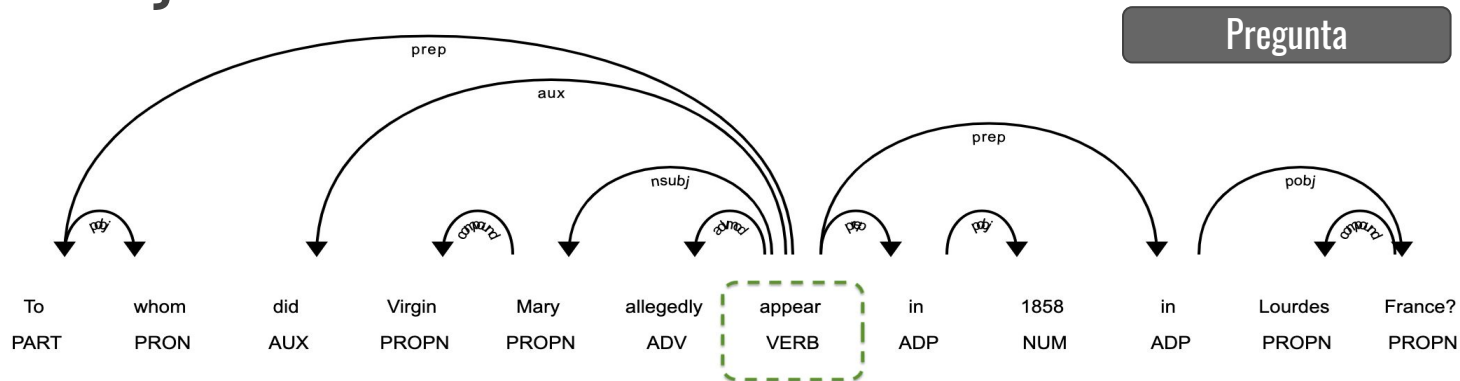 Pregunta
prep
aux
prep
nsubj
pobj
pobj
compound
advmod
prep
pobj
compound
To whom did Virgin Mary allegedly appear in 1858 in Lourdes France?
PART PRON AUX PROPN PROPN ADV VERB ADP NUM ADP PROPN PROPN